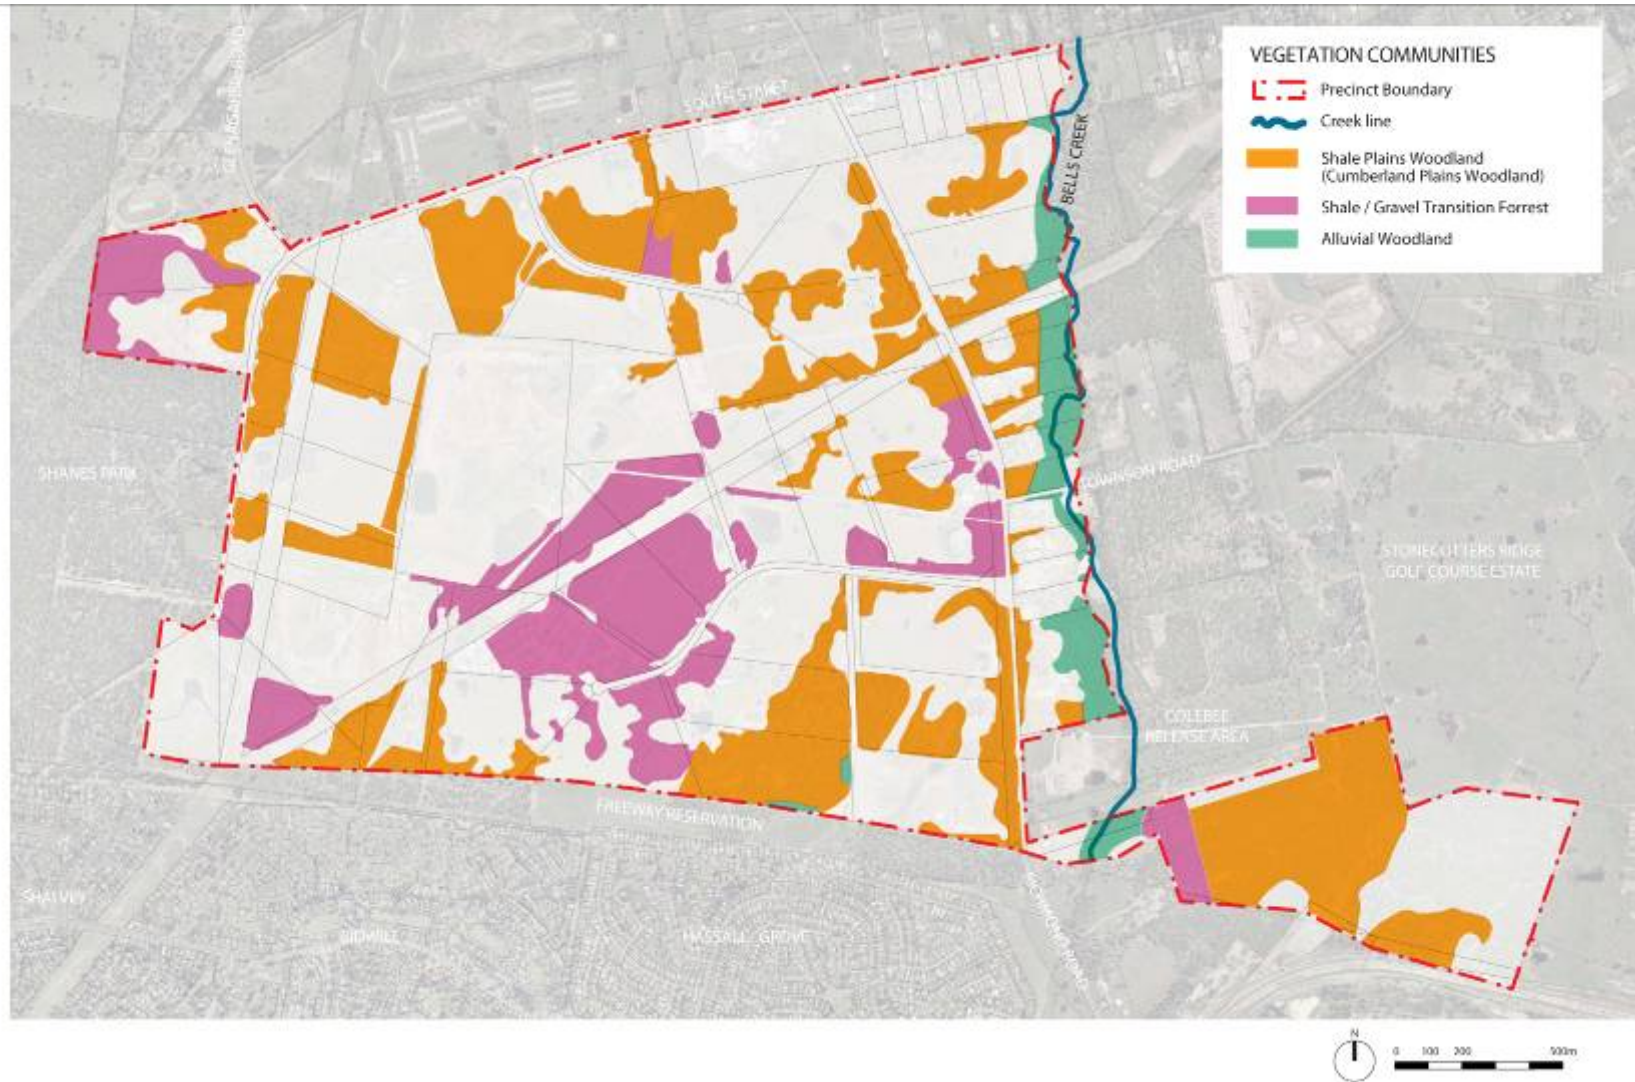 VEGETATION COMMUNITIES
Precinct Boundary
Creek line
Shale Plains Woodland
(Cumberland Plains Woodland)
Shale / Gravel Transition Forrest
Alluvial Woodland
SOUTH STREET
BELLS CREEK
SHANES PARK
TOWNSON ROAD
STONECUTTERS RIDGE
GOLF COURSE ESTATE
COLEBEE
RELEASE AREA
FREEWAY RESERVATION
RICHMOND ROAD
SHALVEY
BIDWILL
HASSALL GROVE
N
0 100 200 500m